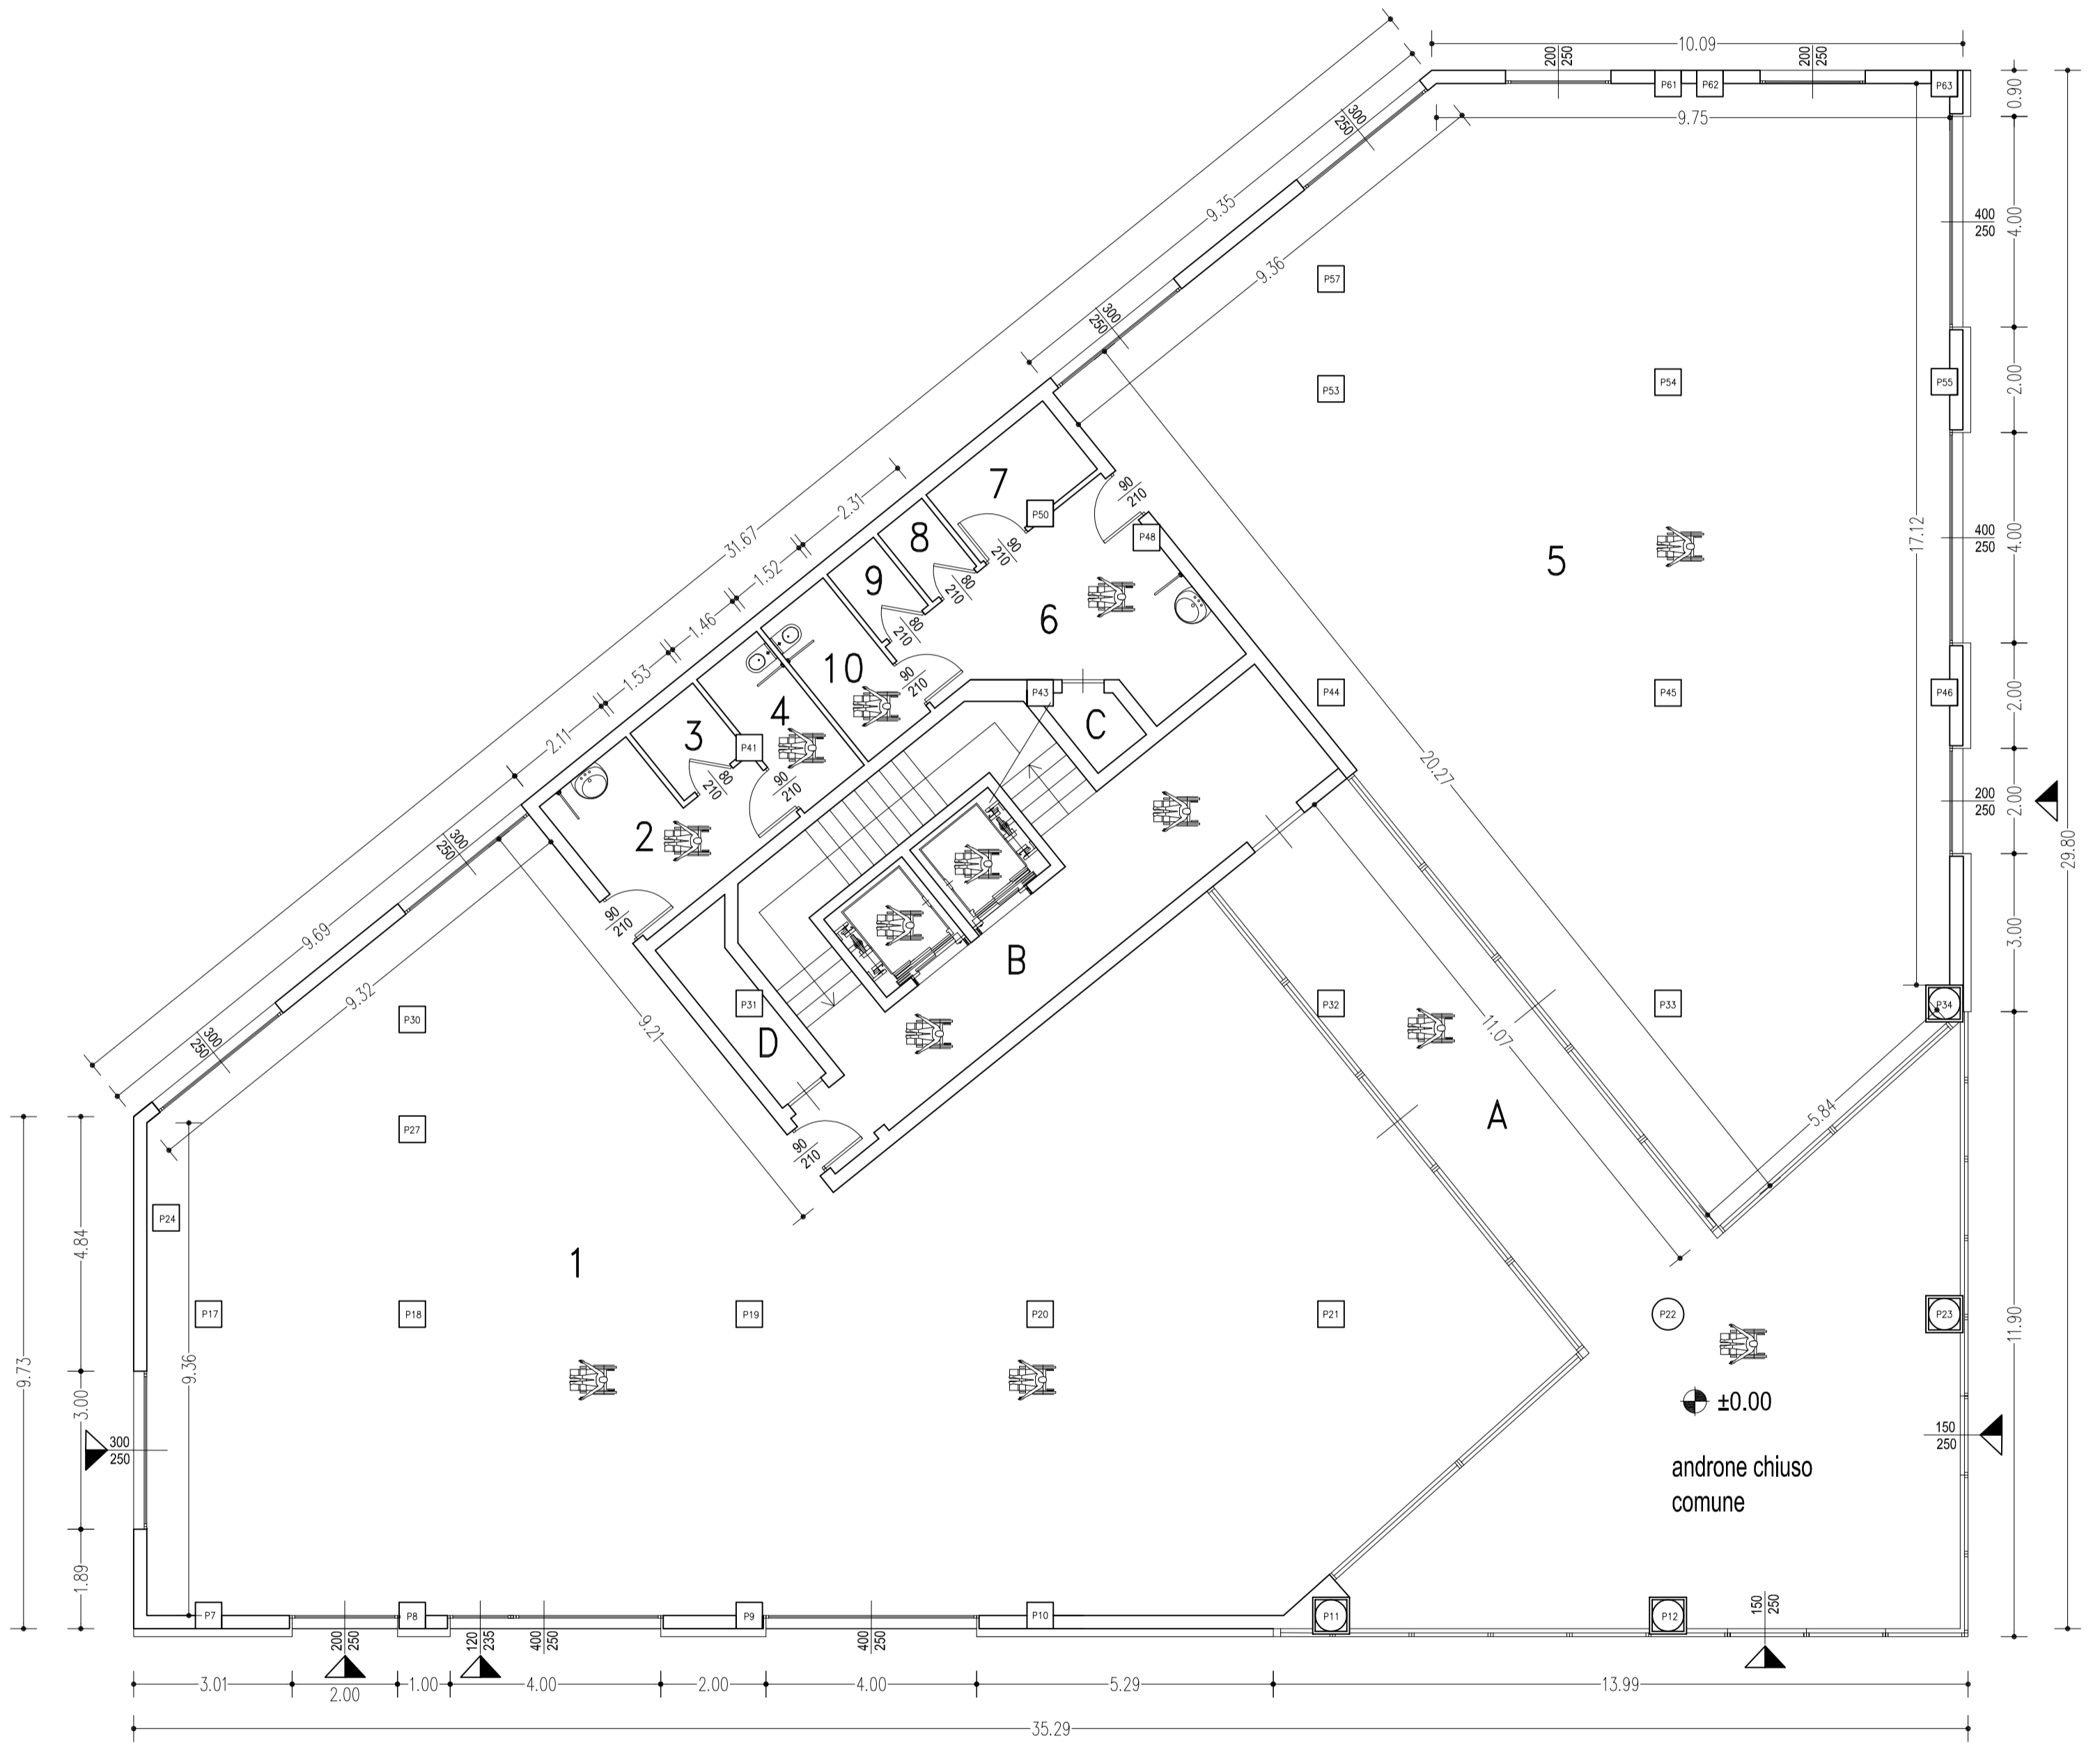 10.09
200
250
200
250
P61
P62
P63
0.90
9.75
300
250
9.35
400
250
4.00
9.36
P57
300
250
P53
P54
P55
2.00
7
P50
90
210
2.31
8
90
210
P48
31.67
1.52
9
80
210
5
17.12
400
250
4.00
29.80
1.46
80
210
6
1.53
10
90
210
P43
P44
P45
P46
2.00
2.11
3
4
P41
C
80
210
90
210
20.27
200
250
2.00
300
250
2
9.69
90
210
3.00
9.32
B
P30
P31
P32
P33
P34
300
250
9.21
D
11.07
A
5.84
P27
90
210
P24
4.84
1
P17
P18
P19
P20
P21
P22
P23
11.90
9.73
9.36
3.00
±0.00
300
250
150
250
androne chiuso
comune
1.89
P7
P8
P9
P10
P11
P12
150
250
200
250
120
235
400
250
400
250
3.01
2.00
1.00
4.00
2.00
4.00
5.29
13.99
35.29